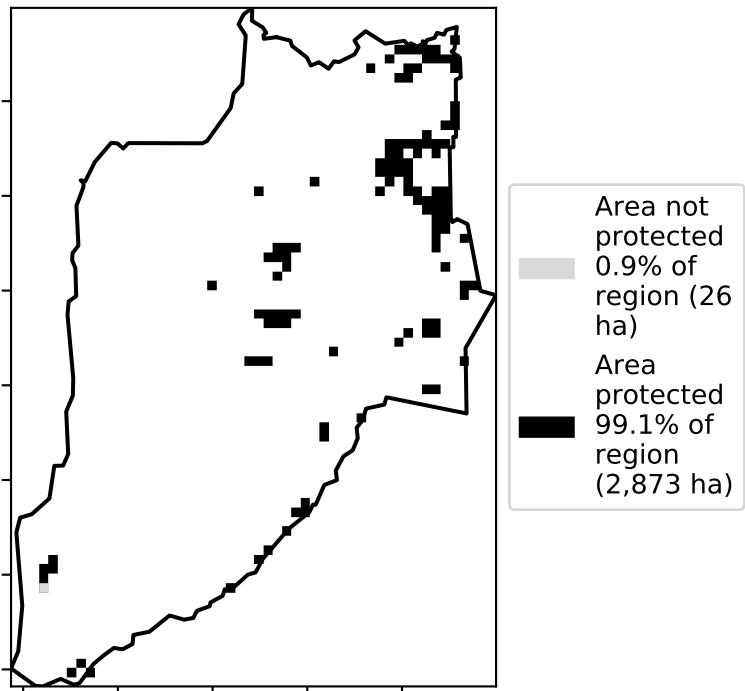 Area not
protected
0.9% of
region (26
ha)
Area
protected
99.1% of
region
(2,873 ha)